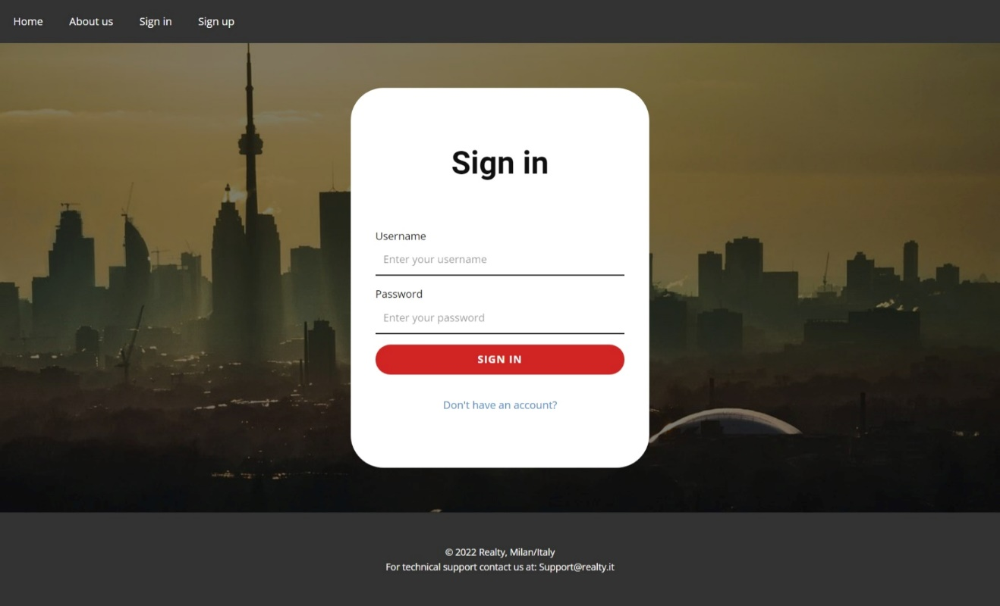 Home About us Sign in Sign up
Sign in
Username
Enter your username
Password
Enter your password
SIGN IN
Don't have an account?
© 2022 Realty, Milan/Italy
For technical support contact us at: Support@realty.it